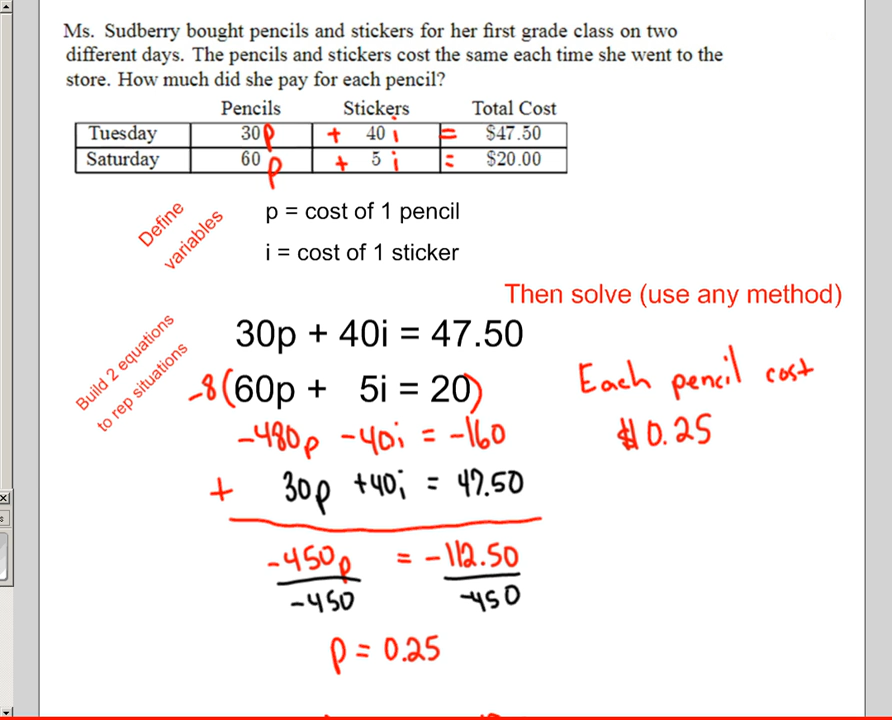 Ms. Sudberry bought pencils and stickers for her first grade class on two
different days. The pencils and stickers cost the same each time she went to the
store. How much did she pay for each pencil?
Pencils Stickers Total Cost
Tuesday 30p + 40i = $47.50
Saturday 60p + 5i = $20.00
Define
variables
p = cost of 1 pencil
i = cost of 1 sticker
Then solve (use any method)
Build 2 equations
to rep situations
30p + 40i = 47.50
-8(60p + 5i = 20)
-480p -40i = -160
+ 30p +40i = 47.50
-450p = -112.50
-450 -450
p = 0.25
Each pencil cost
$0.25